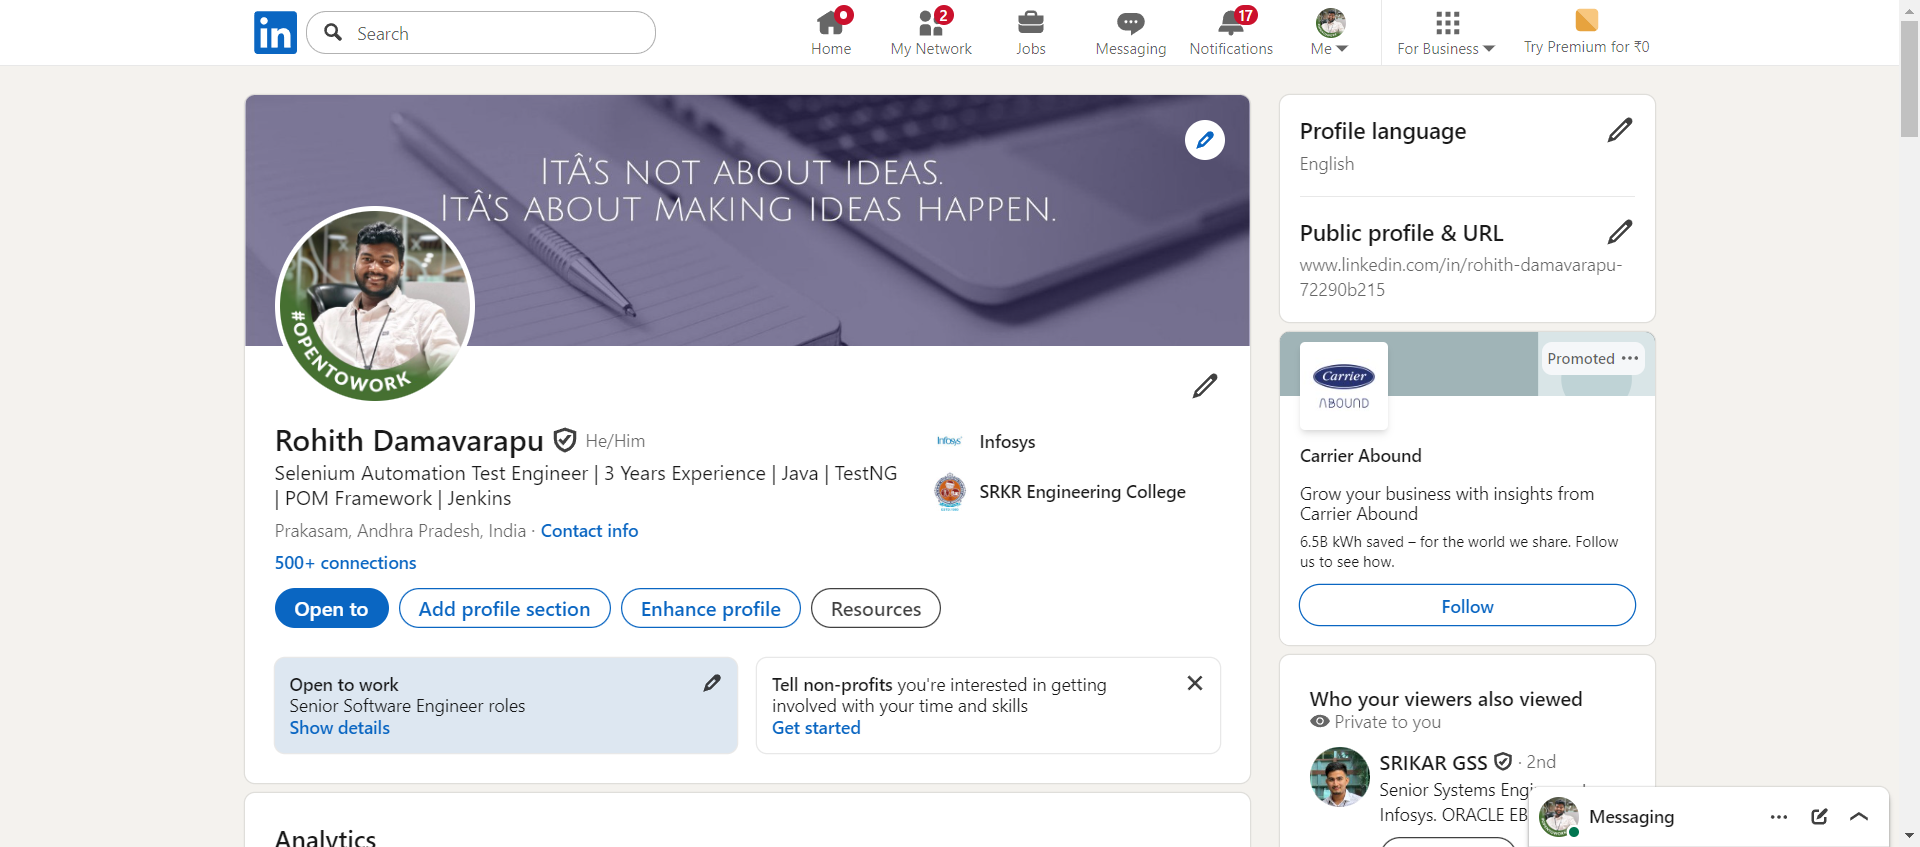 in
Search
Home
2
My Network
Jobs
Messaging
17
Notifications
Me
For Business
Try Premium for ₹0
ITÂ’S NOT ABOUT IDEAS.
ITÂ’S ABOUT MAKING IDEAS HAPPEN.
#OPENTOWORK
Rohith Damavarapu He/Him
Selenium Automation Test Engineer | 3 Years Experience | Java | TestNG
| POM Framework | Jenkins
Prakasam, Andhra Pradesh, India · Contact info
500+ connections
Infosys
Infosys
SRKR Engineering College
Open to
Add profile section
Enhance profile
Resources
Open to work
Senior Software Engineer roles
Show details
Tell non-profits you're interested in getting
involved with your time and skills
Get started
Analytics
Profile language
English
Public profile & URL
www.linkedin.com/in/rohith-damavarapu-
72290b215
Promoted ···
Carrier
ABOUND
Carrier Abound
Grow your business with insights from
Carrier Abound
6.5B kWh saved – for the world we share. Follow
us to see how.
Follow
Who your viewers also viewed
Private to you
SRIKAR GSS · 2nd
Senior Systems Eng
Infosys. ORACLE EB
Messaging